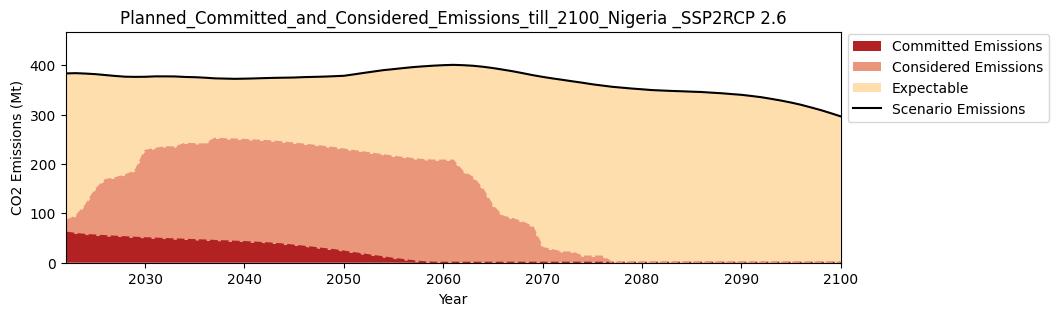 Planned_Committed_and_Considered_Emissions_till_2100_Nigeria _SSP2RCP 2.6
Committed Emissions
Considered Emissions
Expectable
Scenario Emissions
CO2 Emissions (Mt)
400
300
200
100
0
2030 2040 2050 2060 2070 2080 2090 2100
Year